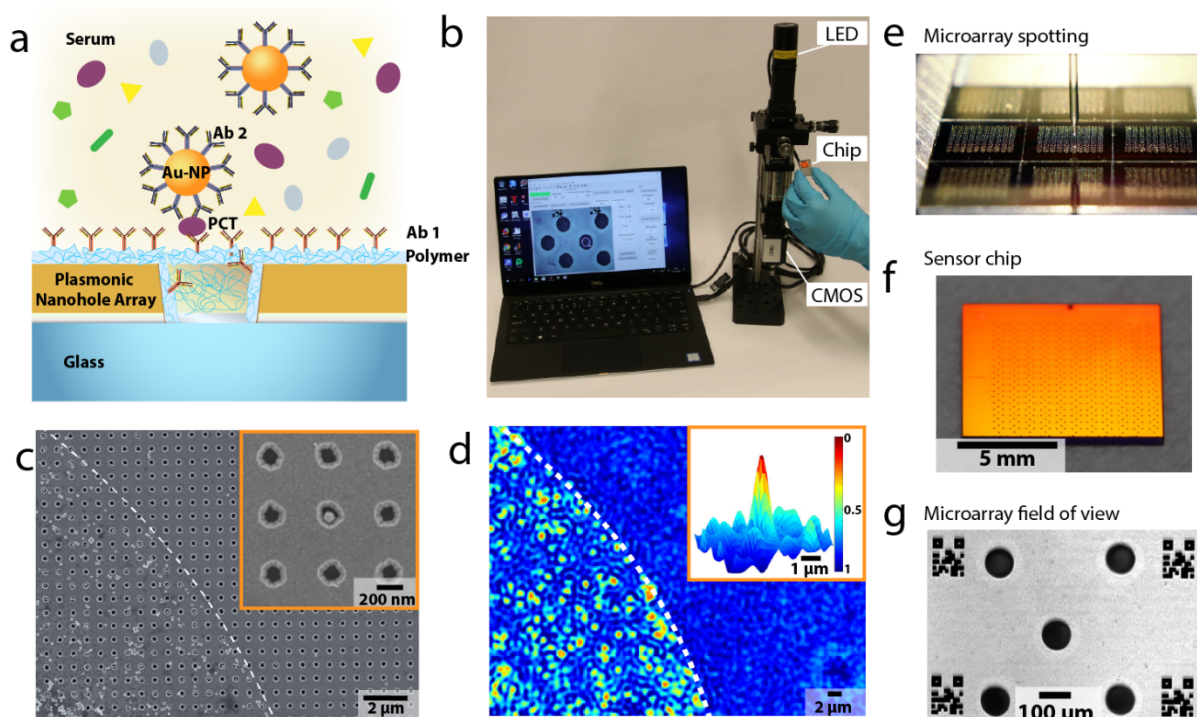 a
Serum
Ab 2
Au-NP
PCT
Ab 1
Polymer
Plasmonic
Nanohole Array
Glass
b
LED
Chip
CMOS
c
200 nm
2 µm
d
0
0.5
1
1 µm
2 µm
e
Microarray spotting
f
Sensor chip
5 mm
g
Microarray field of view
100 µm